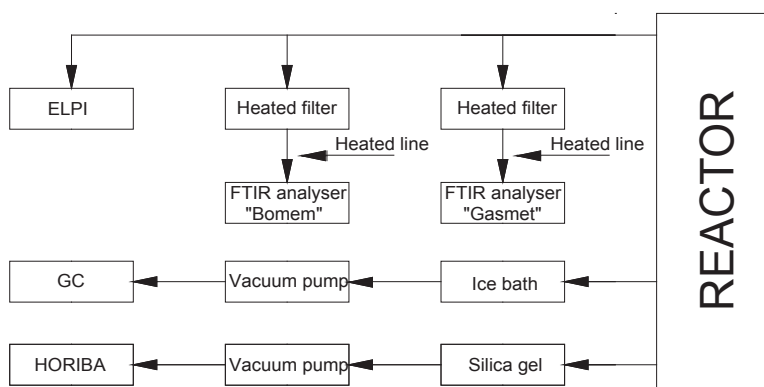 ELPI
Heated filter
Heated filter
Heated line
Heated line
FTIR analyser
"Bomem"
FTIR analyser
"Gasmet"
GC
Vacuum pump
Ice bath
HORIBA
Vacuum pump
Silica gel
REACTOR